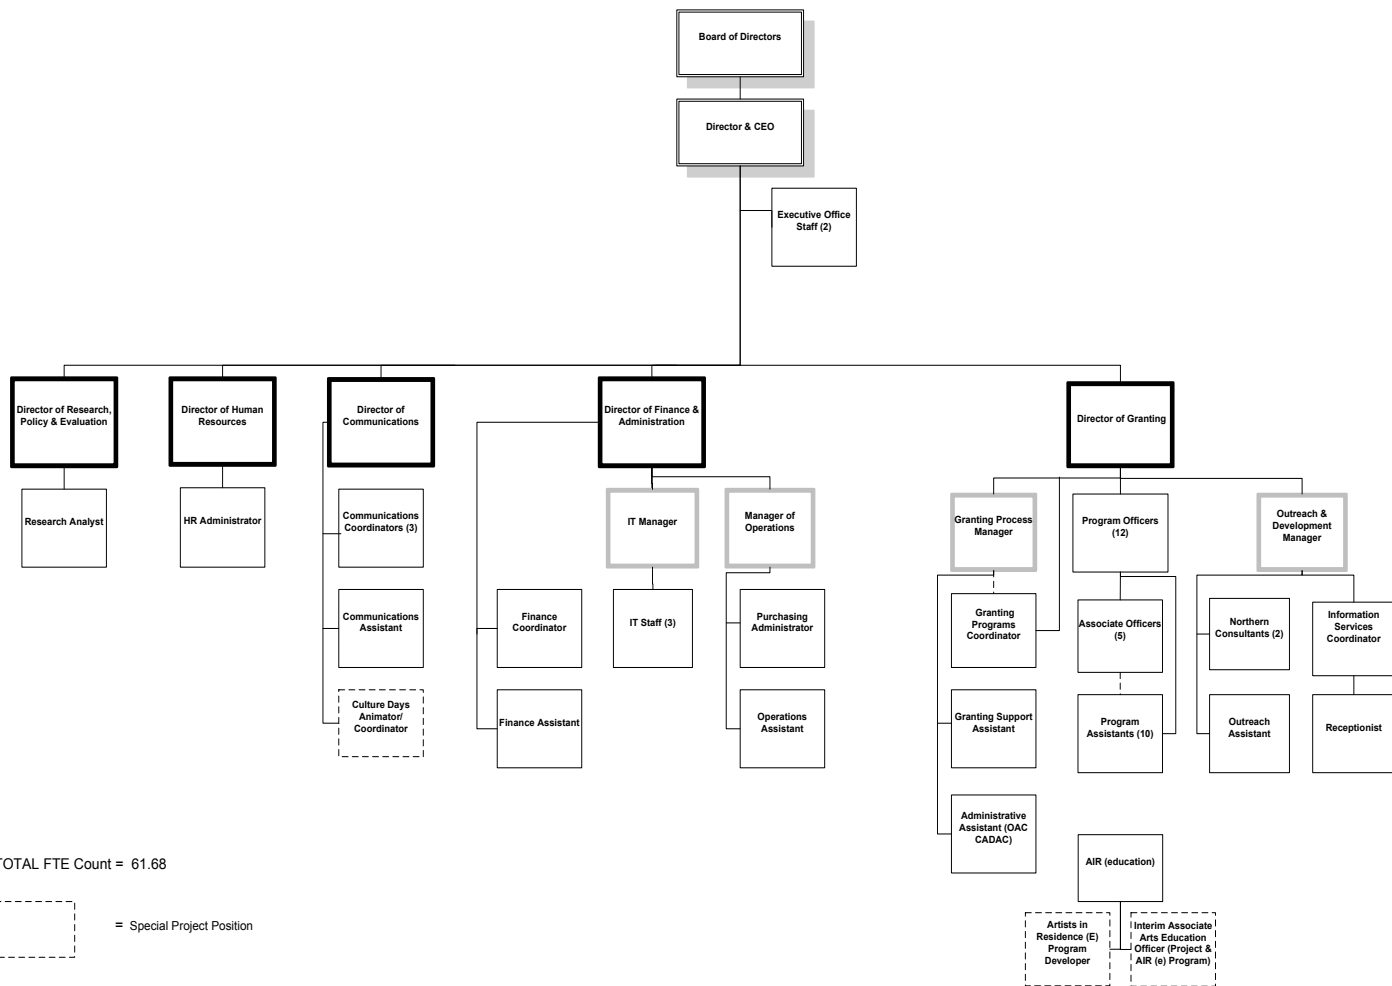 Board of Directors
Director & CEO
Executive Office
Staff (2)
Director of Research,
Policy & Evaluation
Director of Human
Resources
Director of
Communications
Director of Finance &
Administration
Director of Granting
Research Analyst
HR Administrator
Communications
Coordinators (3)
IT Manager
Manager of
Operations
Granting Process
Manager
Program Officers
(12)
Outreach &
Development
Manager
Communications
Assistant
Finance
Coordinator
IT Staff (3)
Purchasing
Administrator
Granting
Programs
Coordinator
Associate Officers
(5)
Northern
Consultants (2)
Information
Services
Coordinator
Culture Days
Animator/
Coordinator
Finance Assistant
Operations
Assistant
Granting Support
Assistant
Program
Assistants (10)
Outreach
Assistant
Receptionist
Administrative
Assistant (OAC
CADAC)
AIR (education)
TOTAL FTE Count = 61.68
= Special Project Position
Artists in
Residence (E)
Program
Developer
Interim Associate
Arts Education
Officer (Project &
AIR (e) Program)